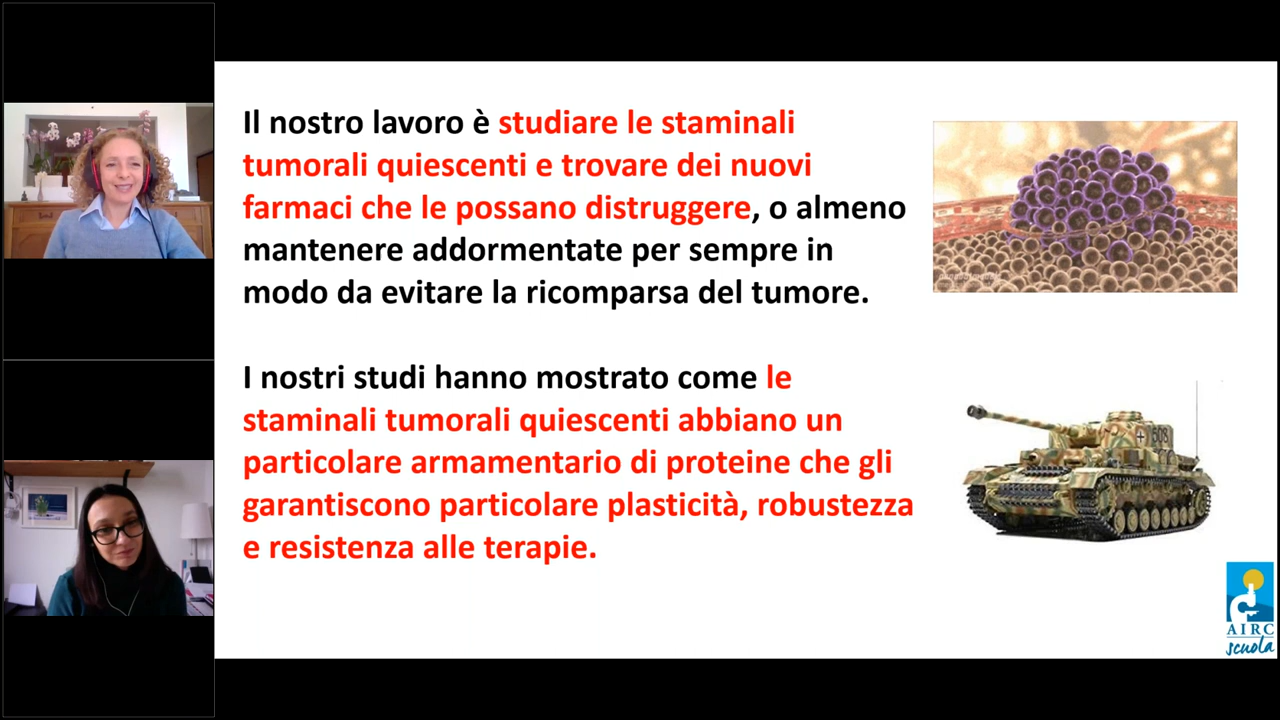 Il nostro lavoro è studiare le staminali
tumorali quiescenti e trovare dei nuovi
farmaci che le possano distruggere, o almeno
mantenere addormentate per sempre in
modo da evitare la ricomparsa del tumore.
I nostri studi hanno mostrato come le
staminali tumorali quiescenti abbiano un
particolare armamentario di proteine che gli
garantiscono particolare plasticità, robustezza
e resistenza alle terapie.
508
AIRC
scuola